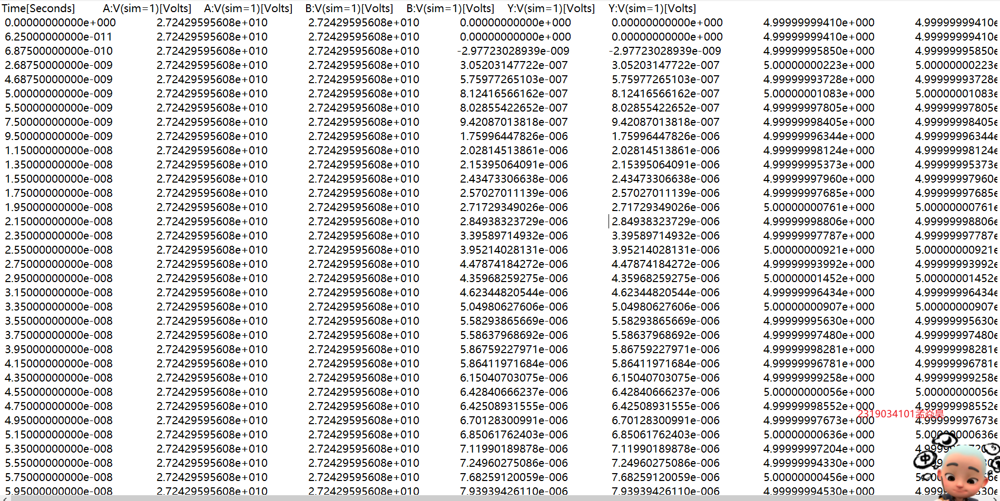 Time[Seconds] A:V(sim=1)[Volts] A:V(sim=1)[Volts] B:V(sim=1)[Volts] B:V(sim=1)[Volts] Y:V(sim=1)[Volts] Y:V(sim=1)[Volts]
0.00000000000e+000 2.72429595608e+010 2.72429595608e+010 0.00000000000e+000 0.00000000000e+000 4.99999999410e+000 4.99999999410e
6.25000000000e-011 2.72429595608e+010 2.72429595608e+010 0.00000000000e+000 0.00000000000e+000 4.99999999410e+000 4.99999999410e
6.87500000000e-010 2.72429595608e+010 2.72429595608e+010 -2.97723028939e-009 -2.97723028939e-009 4.99999995850e+000 4.99999995850e
2.68750000000e-009 2.72429595608e+010 2.72429595608e+010 3.05203147722e-007 3.05203147722e-007 5.00000000223e+000 5.00000000223e
4.68750000000e-009 2.72429595608e+010 2.72429595608e+010 5.75977265103e-007 5.75977265103e-007 4.99999993728e+000 4.99999993728e
5.00000000000e-009 2.72429595608e+010 2.72429595608e+010 8.12416566162e-007 8.12416566162e-007 5.00000001083e+000 5.00000001083e
5.50000000000e-009 2.72429595608e+010 2.72429595608e+010 8.02855422652e-007 8.02855422652e-007 4.99999997805e+000 4.99999997805e
7.50000000000e-009 2.72429595608e+010 2.72429595608e+010 9.42087013818e-007 9.42087013818e-007 4.99999998405e+000 4.99999998405e
9.50000000000e-009 2.72429595608e+010 2.72429595608e+010 1.75996447826e-006 1.75996447826e-006 4.99999996344e+000 4.99999996344e
1.15000000000e-008 2.72429595608e+010 2.72429595608e+010 2.02814513861e-006 2.02814513861e-006 4.99999998124e+000 4.99999998124e
1.35000000000e-008 2.72429595608e+010 2.72429595608e+010 2.15395064091e-006 2.15395064091e-006 4.99999995373e+000 4.99999995373e
1.55000000000e-008 2.72429595608e+010 2.72429595608e+010 2.43473306638e-006 2.43473306638e-006 4.99999997960e+000 4.99999997960e
1.75000000000e-008 2.72429595608e+010 2.72429595608e+010 2.57027011139e-006 2.57027011139e-006 4.99999997685e+000 4.99999997685e
1.95000000000e-008 2.72429595608e+010 2.72429595608e+010 2.71729349026e-006 2.71729349026e-006 5.00000000761e+000 5.00000000761e
2.15000000000e-008 2.72429595608e+010 2.72429595608e+010 2.84938323729e-006 2.84938323729e-006 4.99999998806e+000 4.99999998806e
2.35000000000e-008 2.72429595608e+010 2.72429595608e+010 3.39589714932e-006 3.39589714932e-006 4.99999997787e+000 4.99999997787e
2.55000000000e-008 2.72429595608e+010 2.72429595608e+010 3.95214028131e-006 3.95214028131e-006 5.00000000921e+000 5.00000000921e
2.75000000000e-008 2.72429595608e+010 2.72429595608e+010 4.47874184272e-006 4.47874184272e-006 4.99999993992e+000 4.99999993992e
2.95000000000e-008 2.72429595608e+010 2.72429595608e+010 4.35968259275e-006 4.35968259275e-006 5.00000001452e+000 5.00000001452e
3.15000000000e-008 2.72429595608e+010 2.72429595608e+010 4.62344820544e-006 4.62344820544e-006 4.99999996434e+000 4.99999996434e
3.35000000000e-008 2.72429595608e+010 2.72429595608e+010 5.04980627606e-006 5.04980627606e-006 5.00000000907e+000 5.00000000907e
3.55000000000e-008 2.72429595608e+010 2.72429595608e+010 5.58293865669e-006 5.58293865669e-006 4.99999995630e+000 4.99999995630e
3.75000000000e-008 2.72429595608e+010 2.72429595608e+010 5.58637968692e-006 5.58637968692e-006 4.99999997480e+000 4.99999997480e
3.95000000000e-008 2.72429595608e+010 2.72429595608e+010 5.86759227971e-006 5.86759227971e-006 4.99999998281e+000 4.99999998281e
4.15000000000e-008 2.72429595608e+010 2.72429595608e+010 5.86411971684e-006 5.86411971684e-006 4.99999996781e+000 4.99999996781e
4.35000000000e-008 2.72429595608e+010 2.72429595608e+010 6.15040703075e-006 6.15040703075e-006 4.99999999258e+000 4.99999999258e
4.55000000000e-008 2.72429595608e+010 2.72429595608e+010 6.42840666237e-006 6.42840666237e-006 5.00000000056e+000 5.00000000056e
4.75000000000e-008 2.72429595608e+010 2.72429595608e+010 6.42508931555e-006 6.42508931555e-006 4.99999998552e+000 4.99999998552e
2319034101孟焱昊
4.95000000000e-008 2.72429595608e+010 2.72429595608e+010 6.70128300991e-006 6.70128300991e-006 4.99999997673e+000 4.99999997673e
5.15000000000e-008 2.72429595608e+010 2.72429595608e+010 6.85061762403e-006 6.85061762403e-006 5.00000000636e+000 5.00000000636e
5.35000000000e-008 2.72429595608e+010 2.72429595608e+010 7.11990189878e-006 7.11990189878e-006 4.99999997204e+000
5.55000000000e-008 2.72429595608e+010 2.72429595608e+010 7.24960275086e-006 7.24960275086e-006 4.99999994330e+000
中
5.75000000000e-008 2.72429595608e+010 2.72429595608e+010 7.68259120059e-006 7.68259120059e-006 5.00000000456e+000
5.95000000000e-008 2.72429595608e+010 2.72429595608e+010 7.93939426110e-006 7.93939426110e-006 4.99999994530e+000